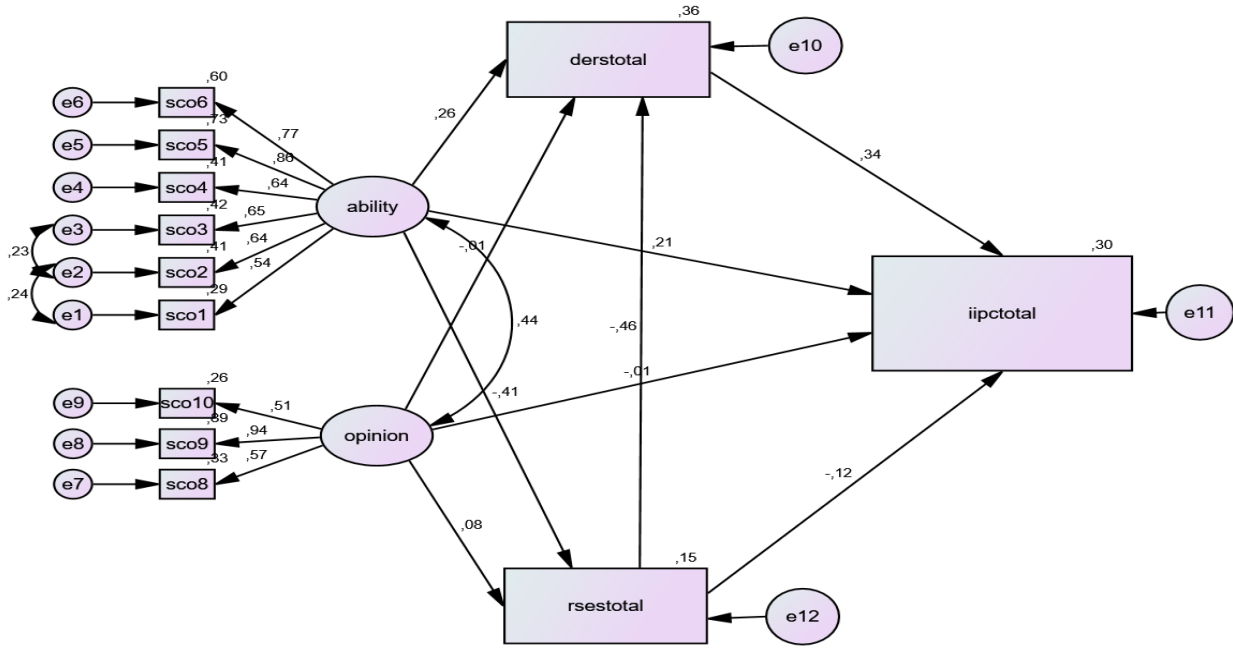 ,36
derstotal
e10
,60
e6
sco6
,73
e5
sco5
,41
e4
sco4
,42
e3
sco3
,41
e2
sco2
,29
e1
sco1
,23
,24
,77
,86
,64
,65
,64
,54
ability
,26
-,01
,34
,21
,44
-,46
-,41
-,01
,30
iipctotal
e11
,26
e9
sco10
,89
e8
sco9
,33
e7
sco8
,51
,94
,57
opinion
,08
-,12
,15
rsestotal
e12